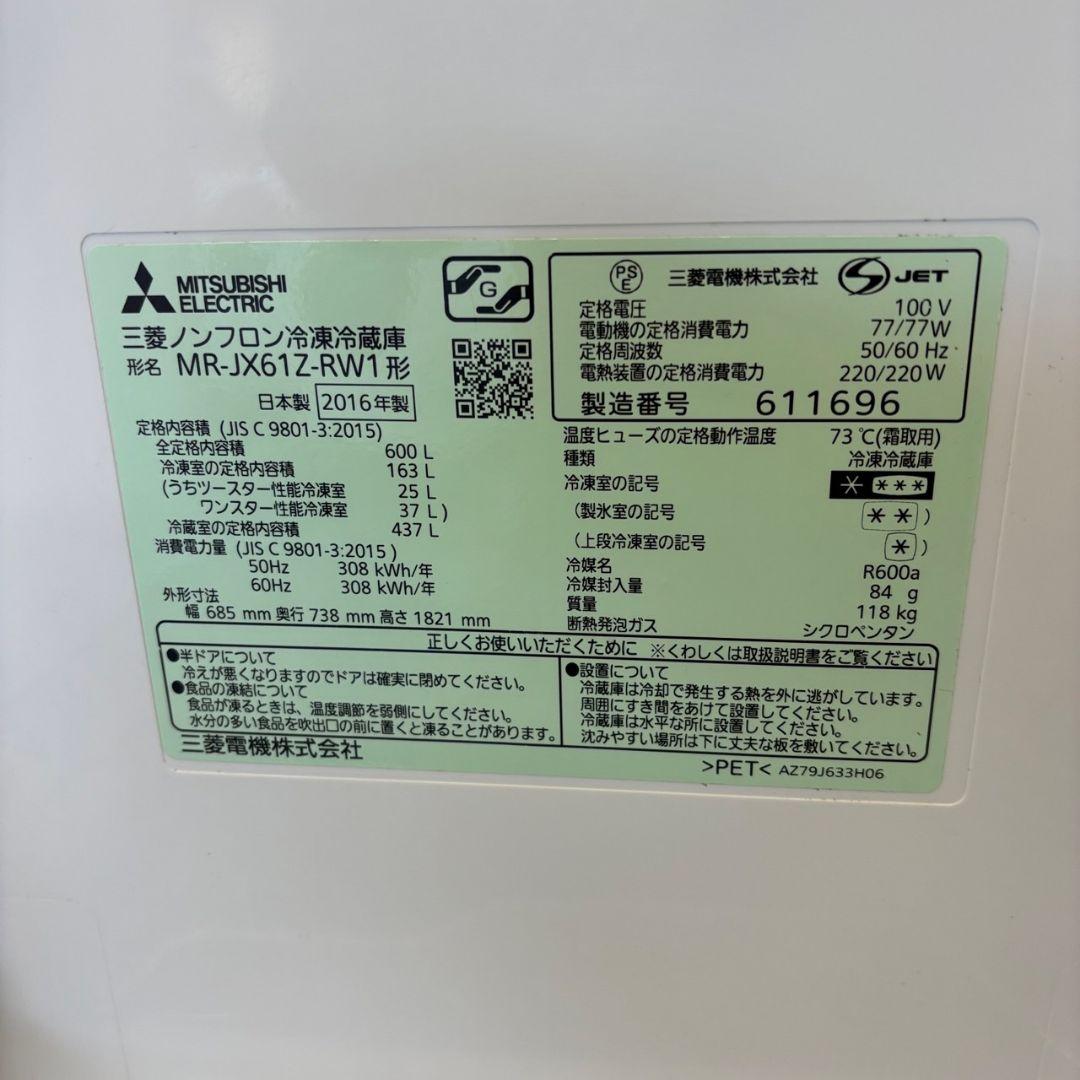 MITSUBISHI
ELECTRIC
G
三菱ノンフロン冷凍冷蔵庫
形名 MR-JX61Z-RW1形
日本製 2016年製
定格内容積 (JIS C 9801-3:2015)
全定格内容積 600 L
冷凍室の定格内容積 163 L
(うちツースター性能冷凍室 25 L
ワンスター性能冷凍室 37 L)
冷蔵室の定格内容積 437 L
消費電力量 (JIS C 9801-3:2015)
50Hz 308 kWh/年
60Hz 308 kWh/年
外形寸法
幅 685 mm 奥行 738 mm 高さ 1821 mm
PSE 三菱電機株式会社 S JET
定格電圧 100 V
電動機の定格消費電力 77/77W
定格周波数 50/60 Hz
電熱装置の定格消費電力 220/220W
製造番号 611696
温度ヒューズの定格動作温度 73℃(霜取用)
種類 冷凍冷蔵庫
冷凍室の記号 * ***
(製氷室の記号 **)
(上段冷凍室の記号 *)
冷媒名 R600a
冷媒封入量 84 g
質量 118 kg
断熱発泡ガス シクロペンタン
正しくお使いいただくために ※くわしくは取扱説明書をご覧ください
●半ドアについて
冷えが悪くなりますのでドアは確実に閉めてください。
●食品の凍結について
食品が凍るときは、温度調節を弱側にしてください。
水分の多い食品を吹出口の前に置くと凍ることがあります。
●設置について
冷蔵庫は冷却で発生する熱を外に逃がしています。
周囲にすき間をあけて設置してください。
冷蔵庫は水平な所に設置してください。
沈みやすい場所は下に丈夫な板を敷いてください。
三菱電機株式会社
>PET< AZ79J633H06